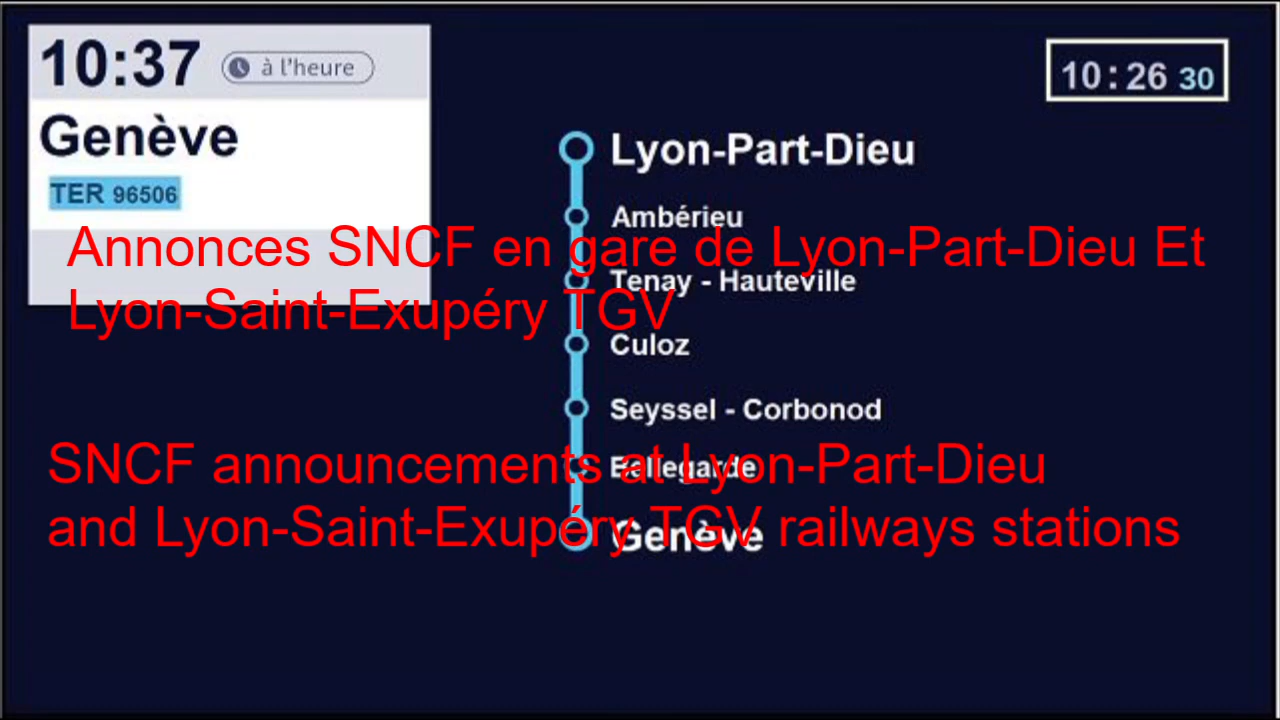 10:37 à l'heure
10:26 30
Genève
TER 96506
Lyon-Part-Dieu
Ambérieu
Annonces SNCF en gare de Lyon-Part-Dieu Et
Tenay - Hauteville
Lyon-Saint-Exupéry TGV
Culoz
Seyssel - Corbonod
SNCF announcements at Lyon-Part-Dieu
Bellegarde
and Lyon-Saint-Exupéry TGV railways stations
Genève